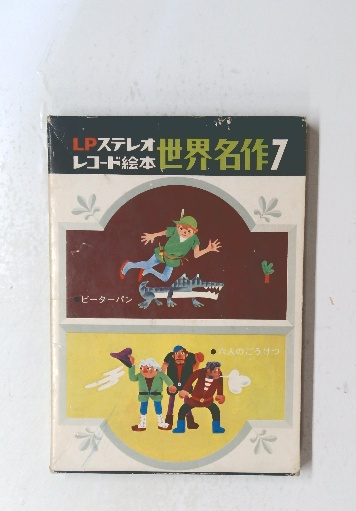 LPステレオ
レコード絵本
世界名作7
●ピーターパン
●六人のごうけつ